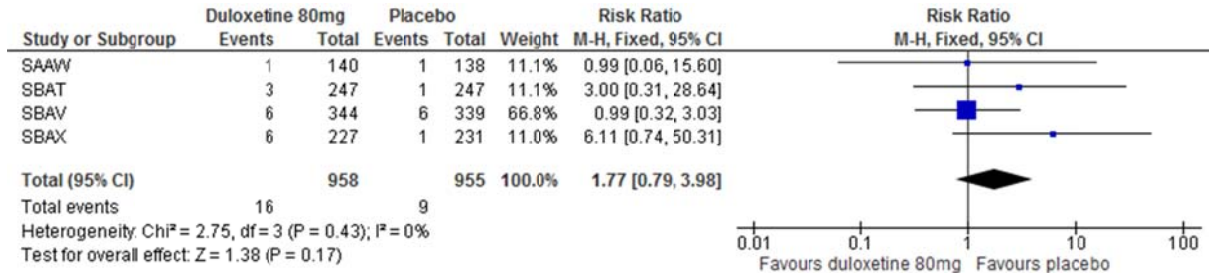 Duloxetine 80mg Placebo Risk Ratio Risk Ratio
Study or Subgroup Events Total Events Total Weight M-H, Fixed, 95% CI M-H, Fixed, 95% CI
SAAW 1 140 1 138 11.1% 0.99 [0.06, 15.60]
SBAT 3 247 1 247 11.1% 3.00 [0.31, 28.64]
SBAV 6 344 6 339 66.8% 0.99 [0.32, 3.03]
SBAX 6 227 1 231 11.0% 6.11 [0.74, 50.31]
Total (95% CI) 958 955 100.0% 1.77 [0.79, 3.98]
Total events 16 9
Heterogeneity: Chi² = 2.75, df = 3 (P = 0.43); I² = 0%
Test for overall effect: Z = 1.38 (P = 0.17)
0.01 0.1 1 10 100
Favours duloxetine 80mg Favours placebo